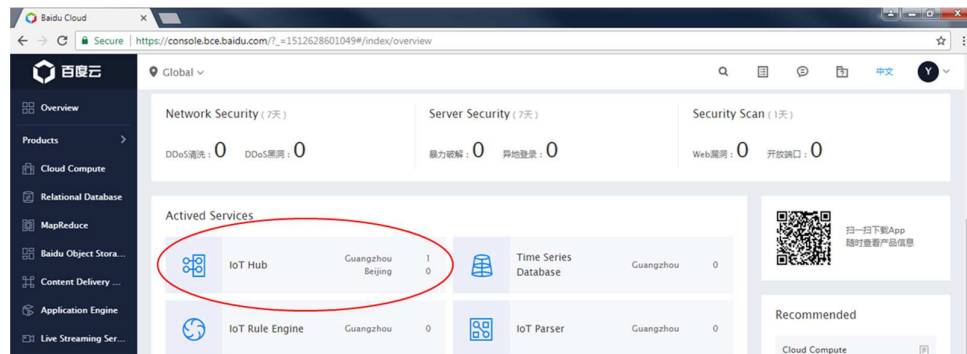 Baidu Cloud
Secure | https://console.bce.baidu.com/?_=1512628601049#/index/overview
百度云
Global
中文
Y
Overview
Products
Cloud Compute
Relational Database
MapReduce
Baidu Object Stora...
Content Delivery ...
Application Engine
Live Streaming Ser...
Network Security (7天)
DDoS清洗：0 DDoS黑洞：0
Server Security (7天)
暴力破解：0 异地登录：0
Security Scan (1天)
Web漏洞：0 开放端口：0
Actived Services
IoT Hub
Guangzhou 1
Beijing 0
Time Series
Database
Guangzhou 0
IoT Rule Engine
Guangzhou 0
IoT Parser
Guangzhou 0
扫一扫下载App
随时查看产品信息
Recommended
Cloud Compute